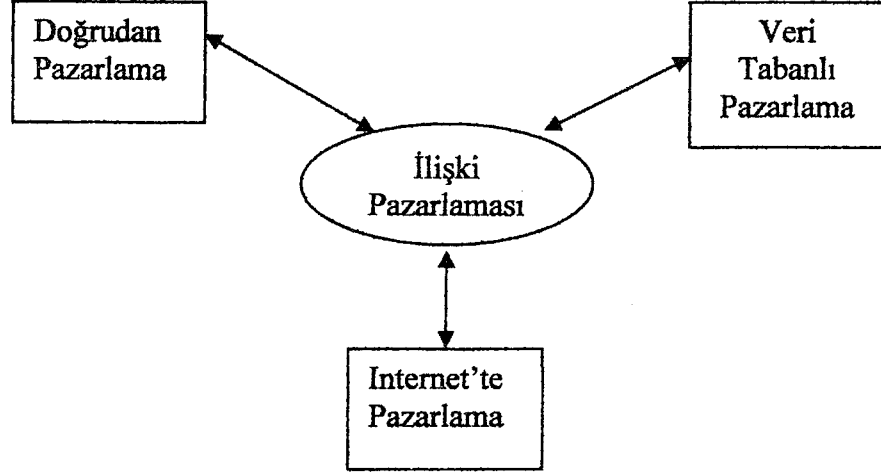 Doğrudan
Pazarlama
Veri
Tabanlı
Pazarlama
İlişki
Pazarlaması
Internet’te
Pazarlama